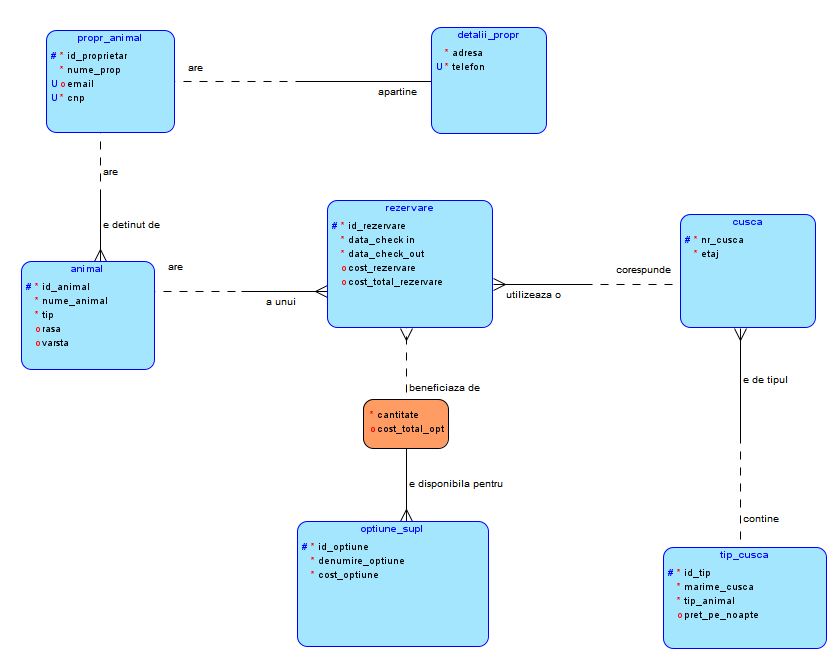 propr_animal
# * id_proprietar
* nume_prop
U o email
U * cnp
are
apartine
detalii_propr
* adresa
U * telefon
are
e detinut de
animal
# * id_animal
* nume_animal
* tip
o rasa
o varsta
are
a unui
rezervare
# * id_rezervare
* data_check in
* data_check_out
o cost_rezervare
o cost_total_rezervare
utilizeaza o
corespunde
cusca
# * nr_cusca
* etaj
beneficiaza de
* cantitate
o cost_total_opt
e disponibila pentru
optiune_supl
# * id_optiune
* denumire_optiune
* cost_optiune
e de tipul
contine
tip_cusca
# * id_tip
* marime_cusca
* tip_animal
o pret_pe_noapte